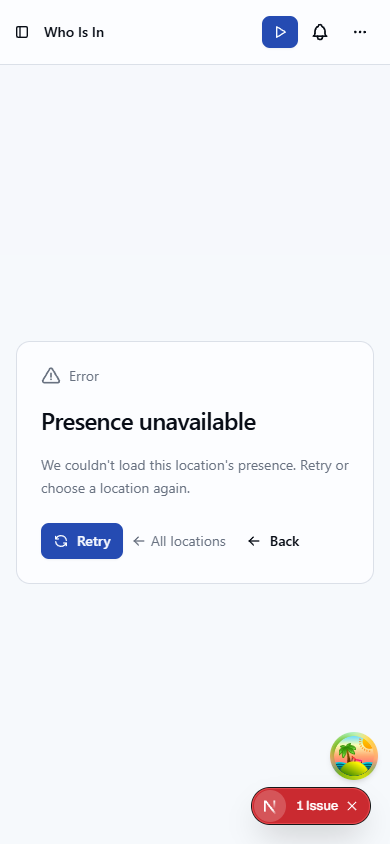 Who Is In
Error
Presence unavailable
We couldn't load this location's presence. Retry or
choose a location again.
Retry
All locations
Back
N
1 Issue